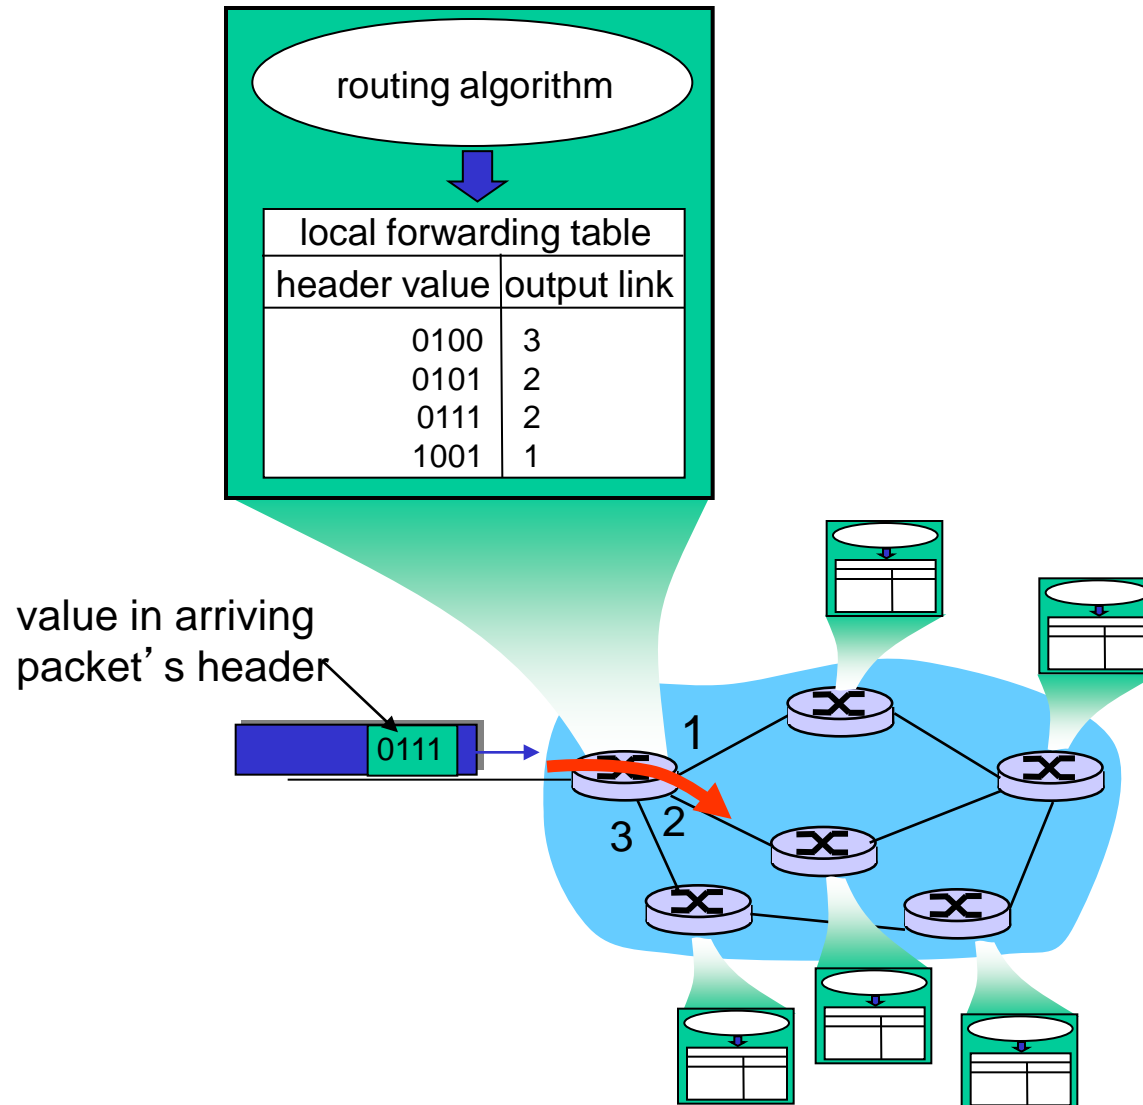 routing algorithm
local forwarding table
header value output link
0100 3
0101 2
0111 2
1001 1
value in arriving
packet’s header
0111
1
2
3